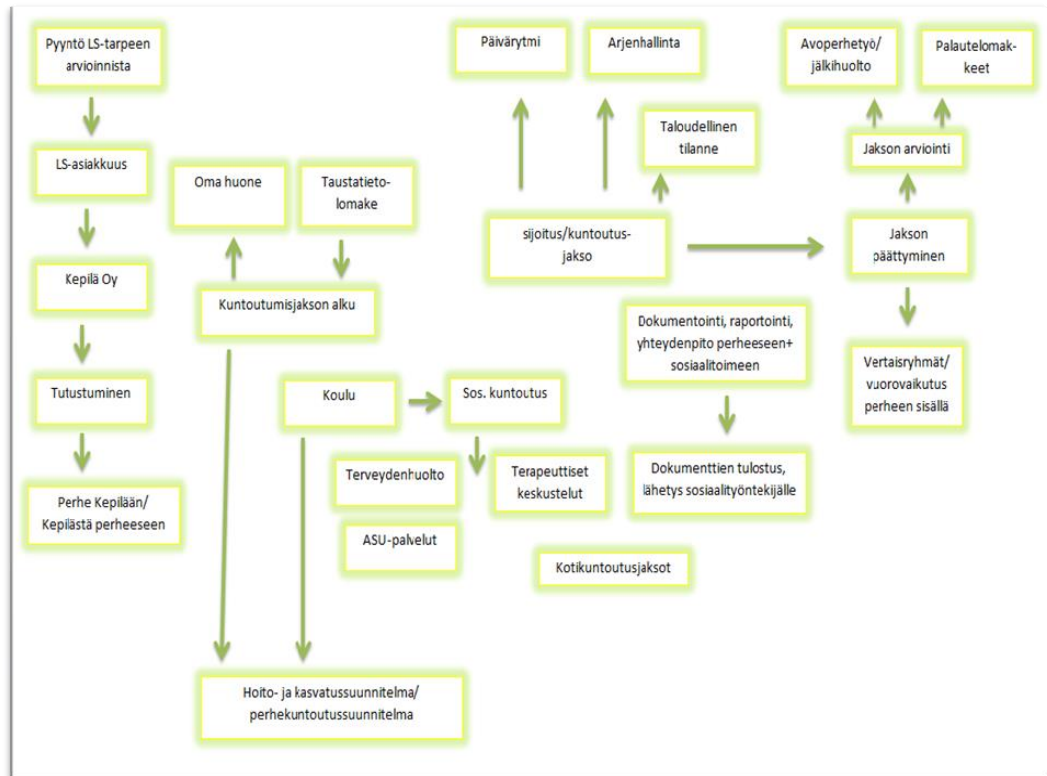 Pyyntö LS-tarpeen
arvioinnista
LS-asiakkuus
Kepilä Oy
Tutustuminen
Perhe Kepilään/
Kepilästä perheeseen
Oma huone
Taustatieto-
lomake
Kuntoutumisjakson alku
Koulu
Sos. kuntoutus
Terveydenhuolto
Terapeuttiset
keskustelut
ASU-palvelut
Kotikuntoutusjaksot
Hoito- ja kasvatussuunnitelma/
perhekuntoutussuunnitelma
Päivärytmi
Arjenhallinta
Taloudellinen
tilanne
sijoitus/kuntoutus-
jakso
Dokumentointi, raportointi,
yhteydenpito perheeseen+
sosiaalitoimeen
Dokumenttien tulostus,
lähetys sosiaalityöntekijälle
Avoperhetyö/
jälkihuolto
Palautelomak-
keet
Jakson arviointi
Jakson
päättyminen
Vertaisryhmät/
vuorovaikutus
perheen sisällä